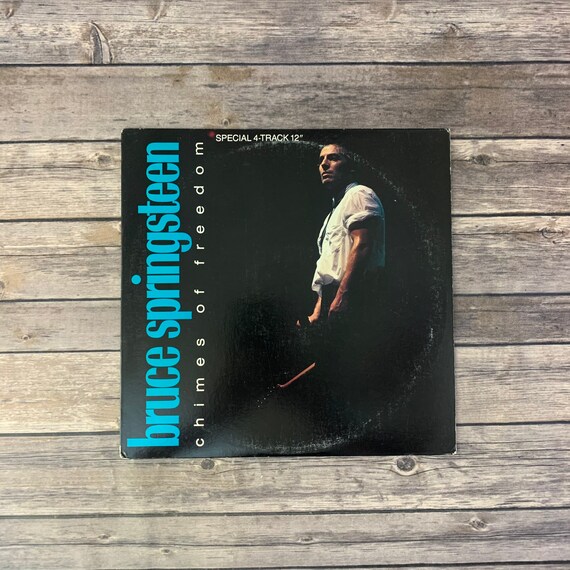 SPECIAL 4-TRACK 12"
bruce springsteen
chimes of freedom